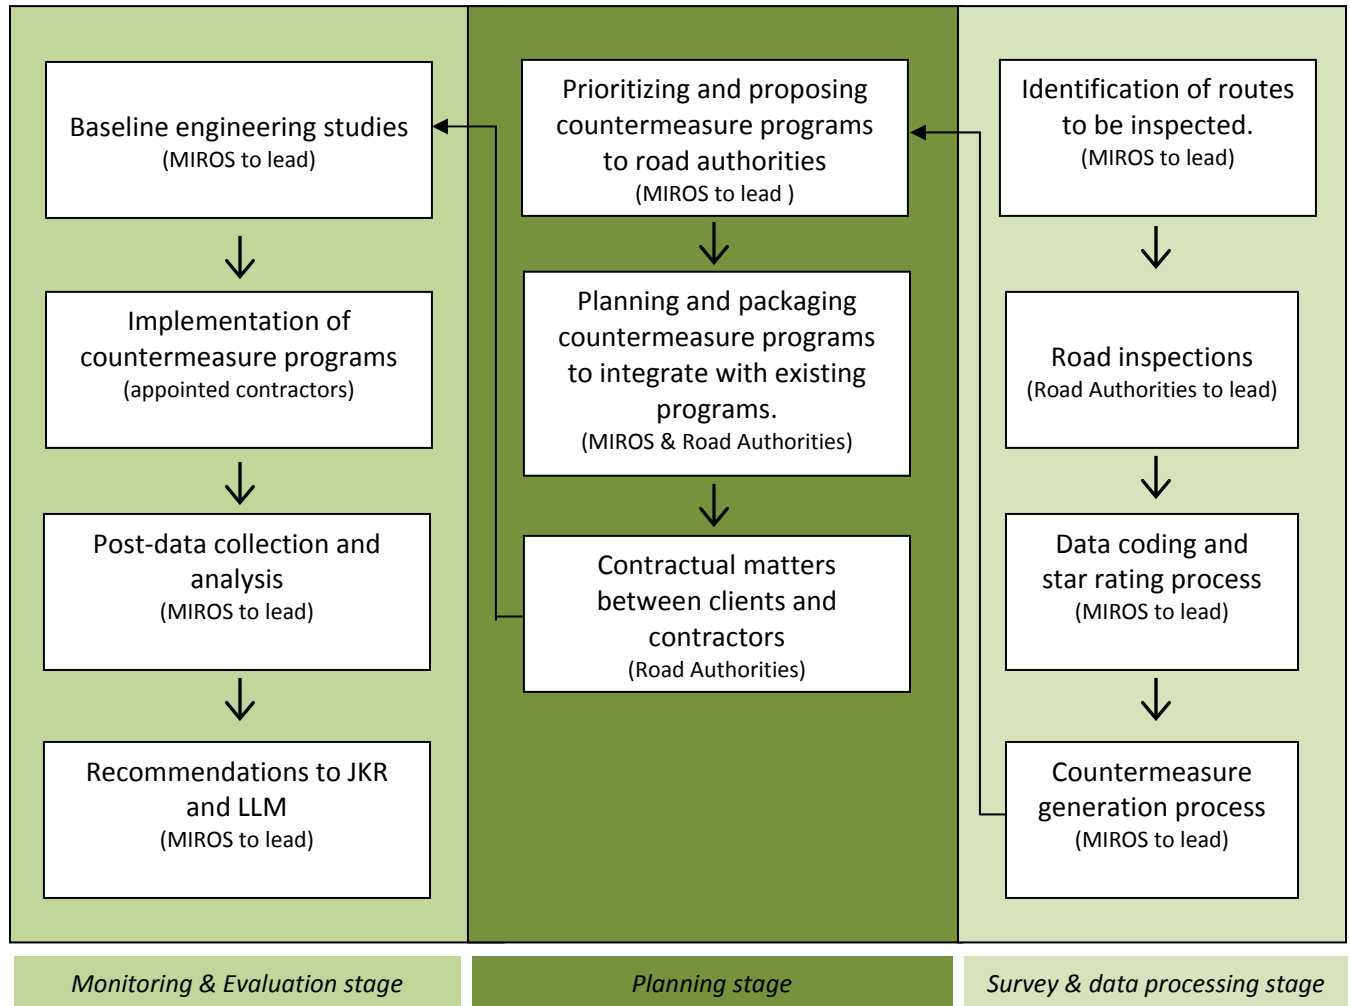 Baseline engineering studies
(MIROS to lead)
Implementation of
countermeasure programs
(appointed contractors)
Post-data collection and
analysis
(MIROS to lead)
Recommendations to JKR
and LLM
(MIROS to lead)
Monitoring & Evaluation stage
Prioritizing and proposing
countermeasure programs
to road authorities
(MIROS to lead )
Planning and packaging
countermeasure programs
to integrate with existing
programs.
(MIROS & Road Authorities)
Contractual matters
between clients and
contractors
(Road Authorities)
Planning stage
Identification of routes
to be inspected.
(MIROS to lead)
Road inspections
(Road Authorities to lead)
Data coding and
star rating process
(MIROS to lead)
Countermeasure
generation process
(MIROS to lead)
Survey & data processing stage